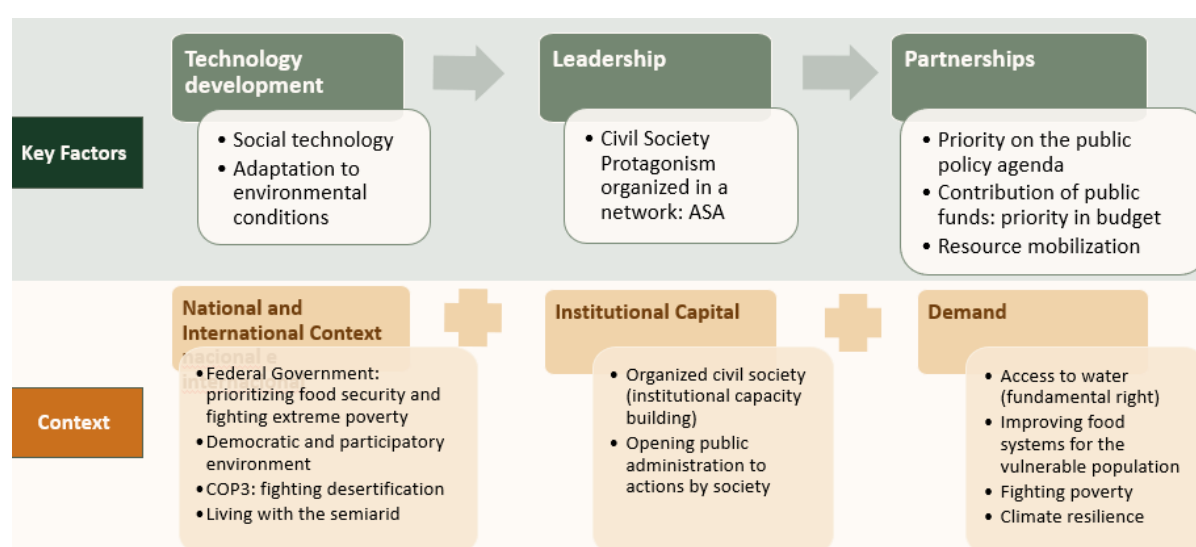 Technology
development
• Social technology
• Adaptation to
environmental
conditions
Leadership
• Civil Society
Protagonism
organized in a
network: ASA
Partnerships
• Priority on the public
policy agenda
• Contribution of public
funds: priority in budget
• Resource mobilization
Key Factors
National and
International Context
nacional e
internacional
• Federal Government:
prioritizing food security and
fighting extreme poverty
• Democratic and participatory
environment
• COP3: fighting desertification
• Living with the semiarid
Institutional Capital
• Organized civil society
(institutional capacity
building)
• Opening public
administration to
actions by society
Demand
• Access to water
(fundamental right)
• Improving food
systems for the
vulnerable population
• Fighting poverty
• Climate resilience
Context